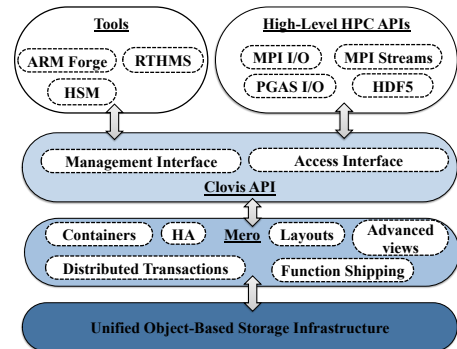 Tools
High-Level HPC APIs
ARM Forge
RTHMS
HSM
MPI I/O
MPI Streams
PGAS I/O
HDF5
Management Interface
Access Interface
Clovis API
Containers
HA
Mero
Layouts
Advanced
views
Distributed Transactions
Function Shipping
Unified Object-Based Storage Infrastructure